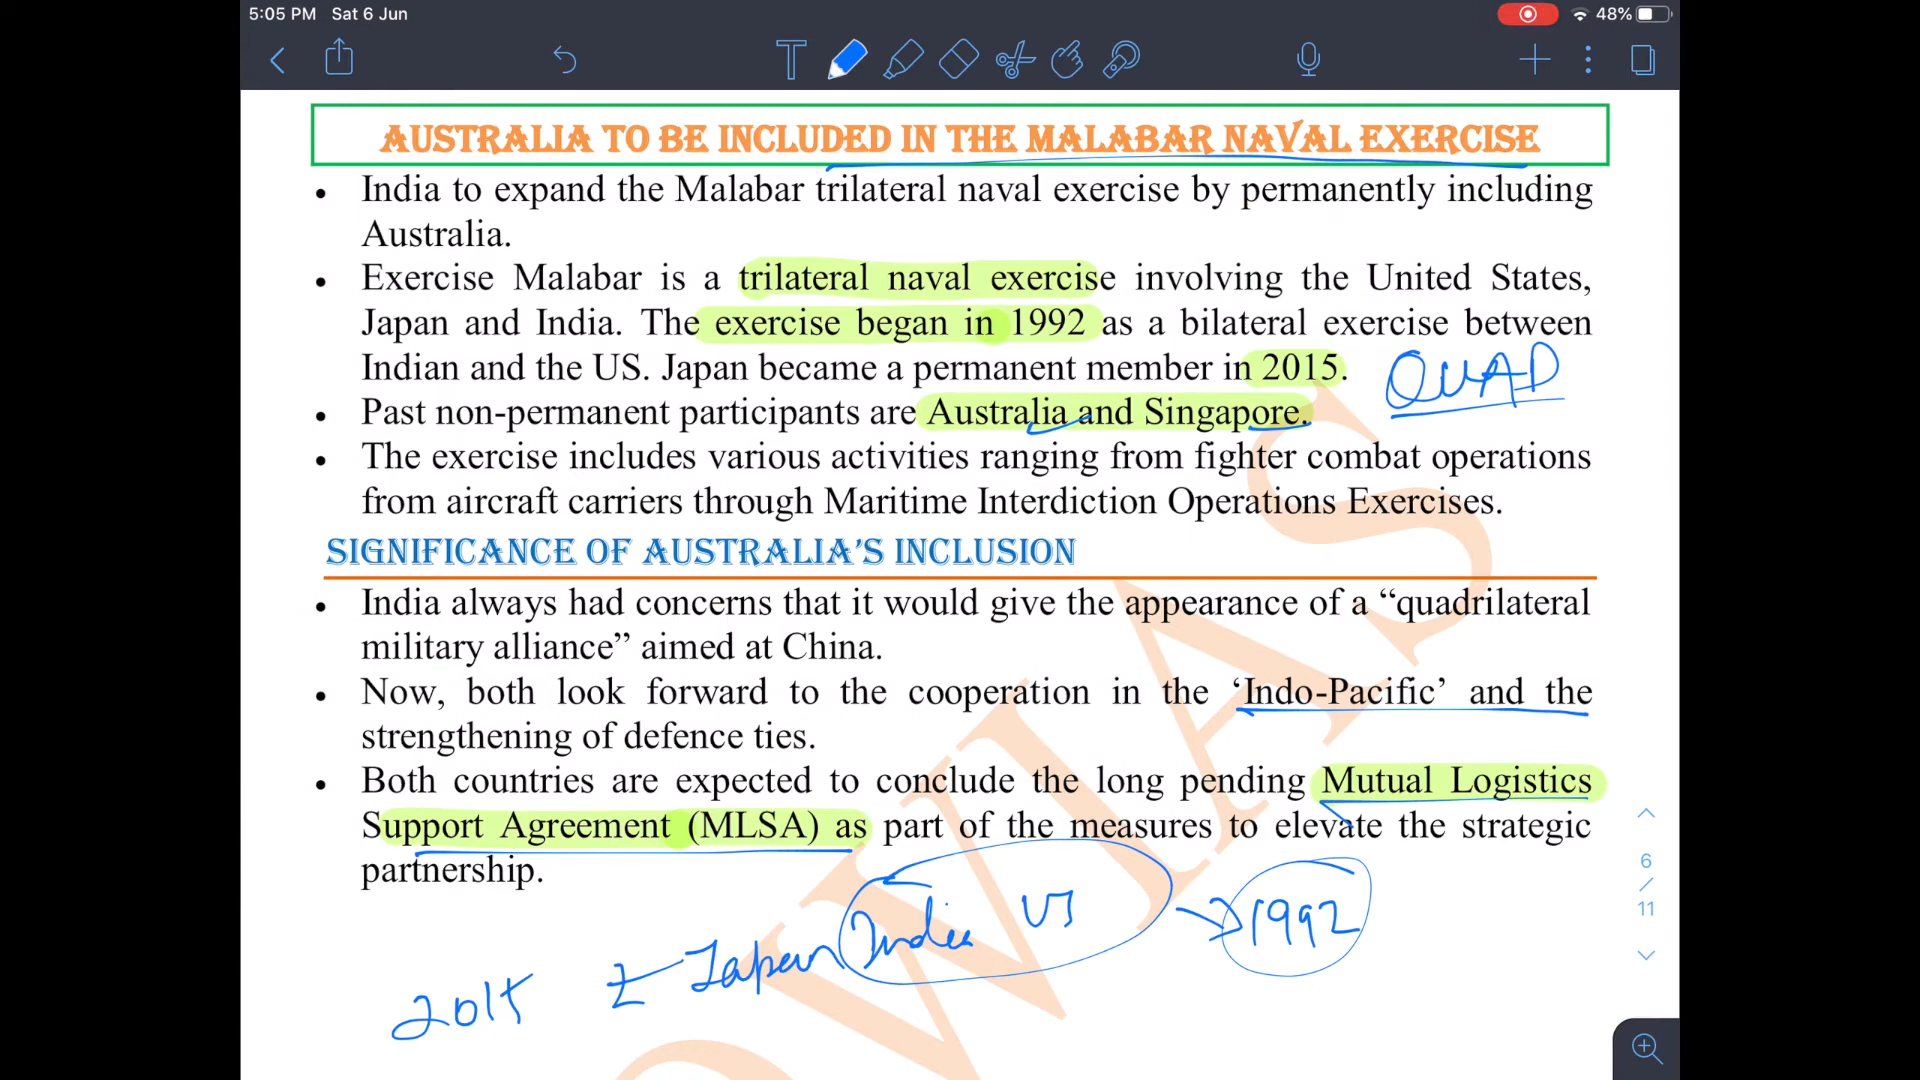 5:05 PM Sat 6 Jun
48%
AUSTRALIA TO BE INCLUDED IN THE MALABAR NAVAL EXERCISE
• India to expand the Malabar trilateral naval exercise by permanently including
Australia.
• Exercise Malabar is a trilateral naval exercise involving the United States,
Japan and India. The exercise began in 1992 as a bilateral exercise between
Indian and the US. Japan became a permanent member in 2015.
QUAD
• Past non-permanent participants are Australia and Singapore.
• The exercise includes various activities ranging from fighter combat operations
from aircraft carriers through Maritime Interdiction Operations Exercises.
SIGNIFICANCE OF AUSTRALIA'S INCLUSION
• India always had concerns that it would give the appearance of a “quadrilateral
military alliance” aimed at China.
• Now, both look forward to the cooperation in the ‘Indo-Pacific’ and the
strengthening of defence ties.
• Both countries are expected to conclude the long pending Mutual Logistics
Support Agreement (MLSA) as part of the measures to elevate the strategic
partnership.
6
/
11
India US 1992
2015 Japan